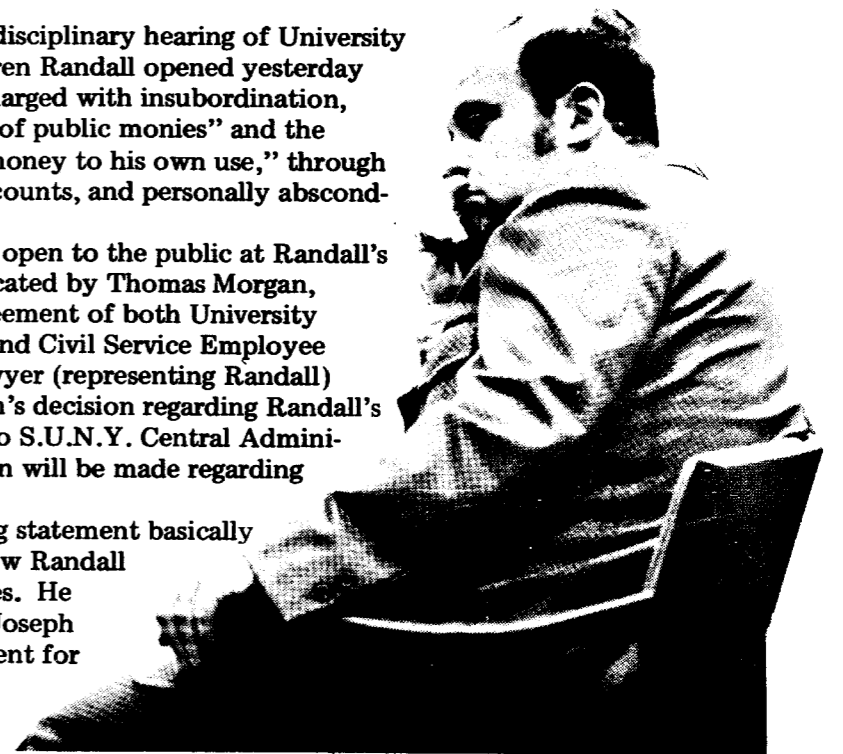 disciplinary hearing of University
ren Randall opened yesterday
arged with insubordination,
of public monies” and the
noney to his own use,” through
counts, and personally abscond-
open to the public at Randall’s
cated by Thomas Morgan,
ement of both University
nd Civil Service Employee
yer (representing Randall)
n’s decision regarding Randall’s
o S.U.N.Y. Central Admini-
n will be made regarding
g statement basically
w Randall
es. He
Joseph
ent for